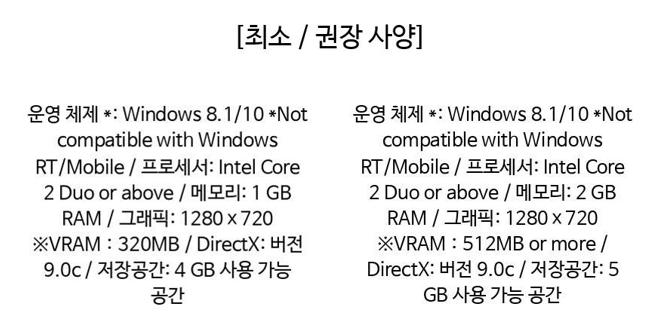 [최소 / 권장 사양]
운영 체제 *: Windows 8.1/10 *Not
compatible with Windows
RT/Mobile / 프로세서: Intel Core
2 Duo or above / 메모리: 1 GB
RAM / 그래픽: 1280 x 720
※VRAM : 320MB / DirectX: 버전
9.0c / 저장공간: 4 GB 사용 가능
공간
운영 체제 *: Windows 8.1/10 *Not
compatible with Windows
RT/Mobile / 프로세서: Intel Core
2 Duo or above / 메모리: 2 GB
RAM / 그래픽: 1280 x 720
※VRAM : 512MB or more /
DirectX: 버전 9.0c / 저장공간: 5
GB 사용 가능 공간